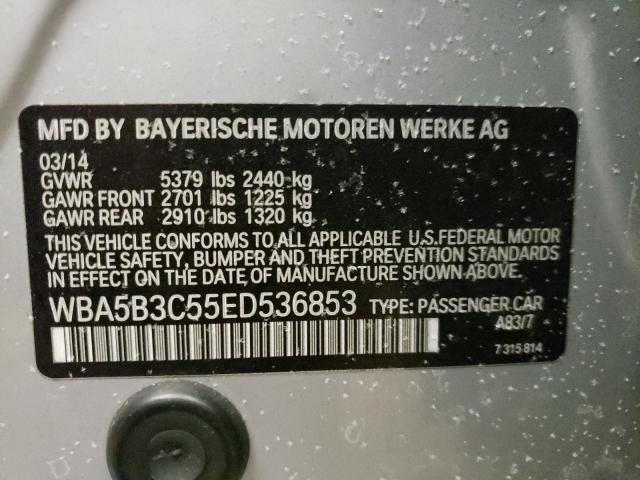 MFD BY BAYERISCHE MOTOREN WERKE AG
03/14
GVWR 5379 lbs 2440 kg
GAWR FRONT 2701 lbs 1225 kg
GAWR REAR 2910 lbs 1320 kg
THIS VEHICLE CONFORMS TO ALL APPLICABLE U.S.FEDERAL MOTOR
VEHICLE SAFETY, BUMPER AND THEFT PREVENTION STANDARDS
IN EFFECT ON THE DATE OF MANUFACTURE SHOWN ABOVE.
WBA5B3C55ED536853 TYPE: PASSENGER CAR
A83/7
7 315 814